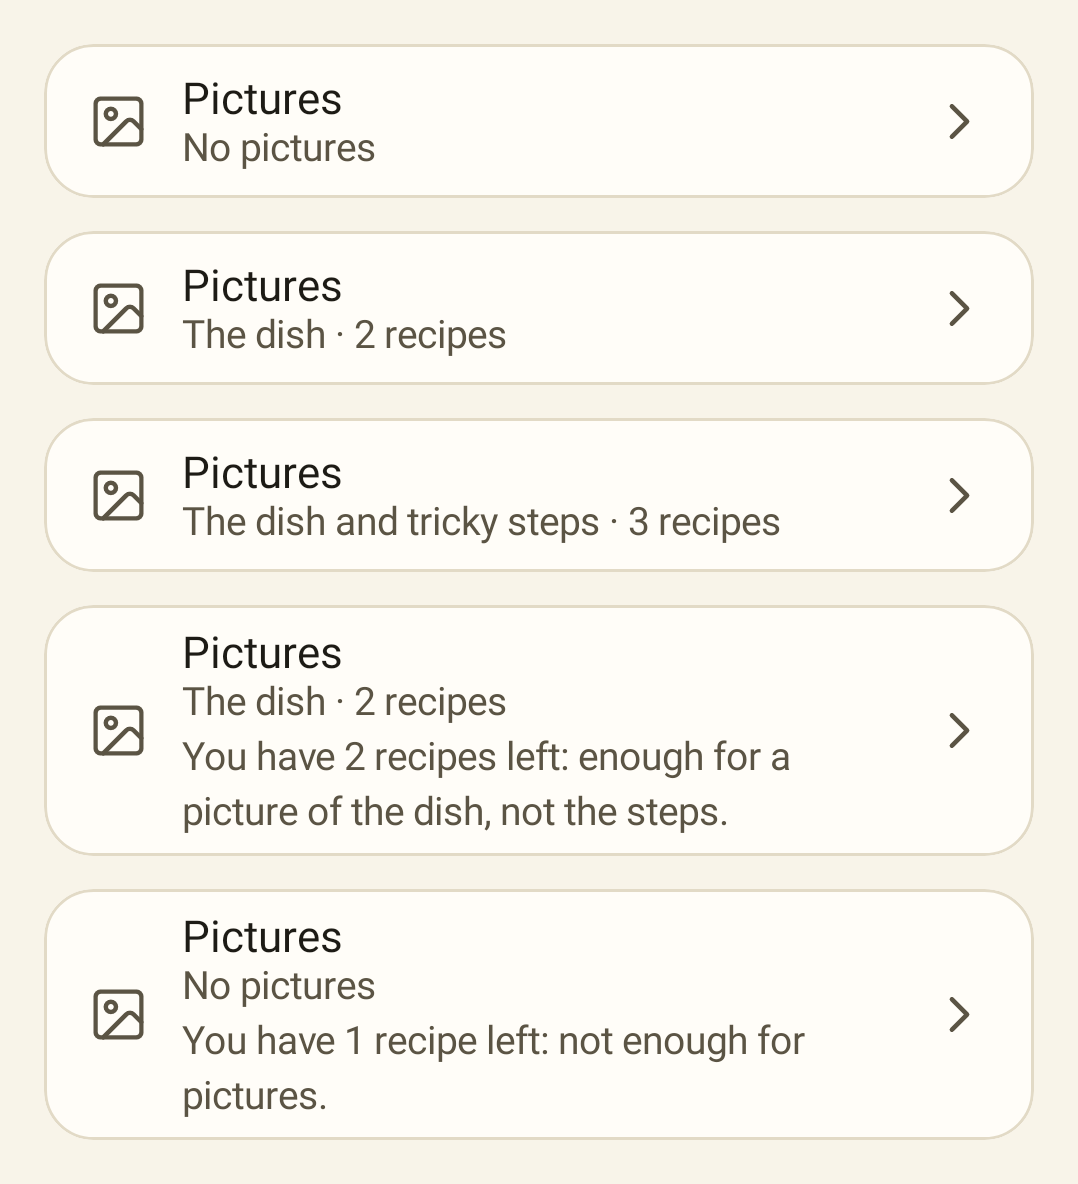 Pictures
No pictures
Pictures
The dish · 2 recipes
Pictures
The dish and tricky steps · 3 recipes
Pictures
The dish · 2 recipes
You have 2 recipes left: enough for a
picture of the dish, not the steps.
Pictures
No pictures
You have 1 recipe left: not enough for
pictures.